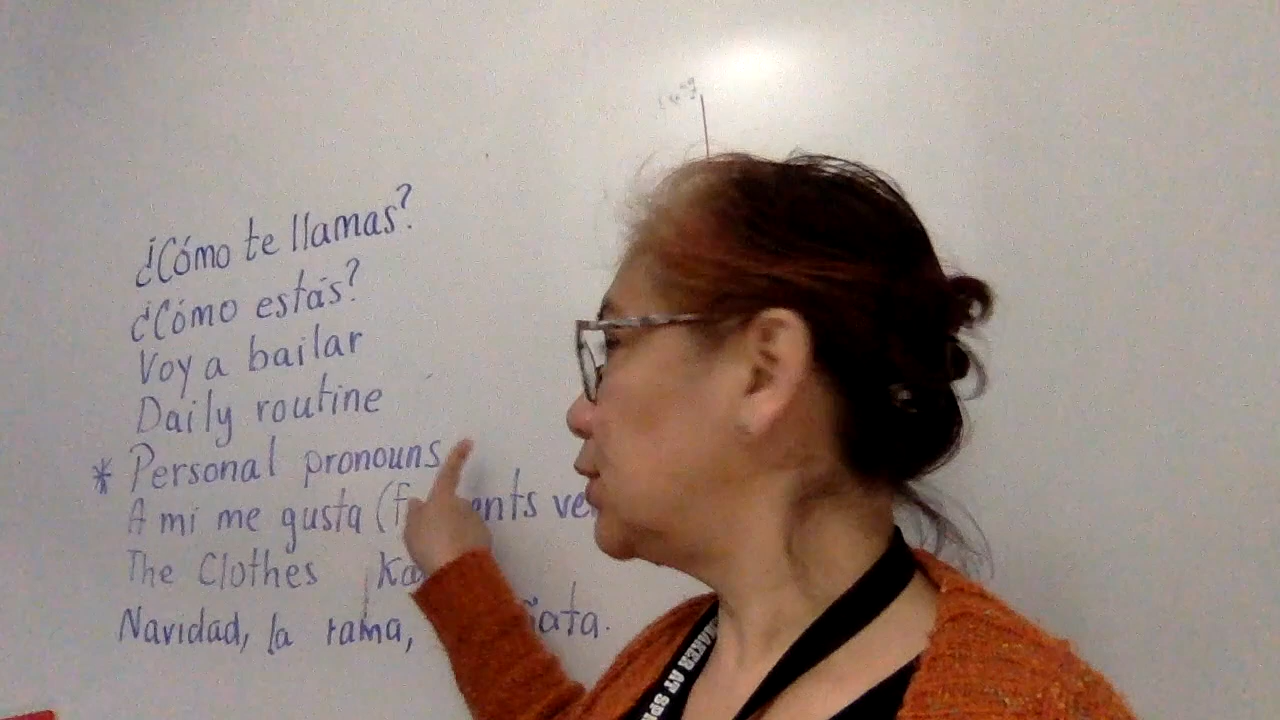 ¿Cómo te llamas?
¿Cómo estás?
Voy a bailar
Daily routine
* Personal pronouns
A mi me gusta (
The Clothes
Navidad, la rama,
AT